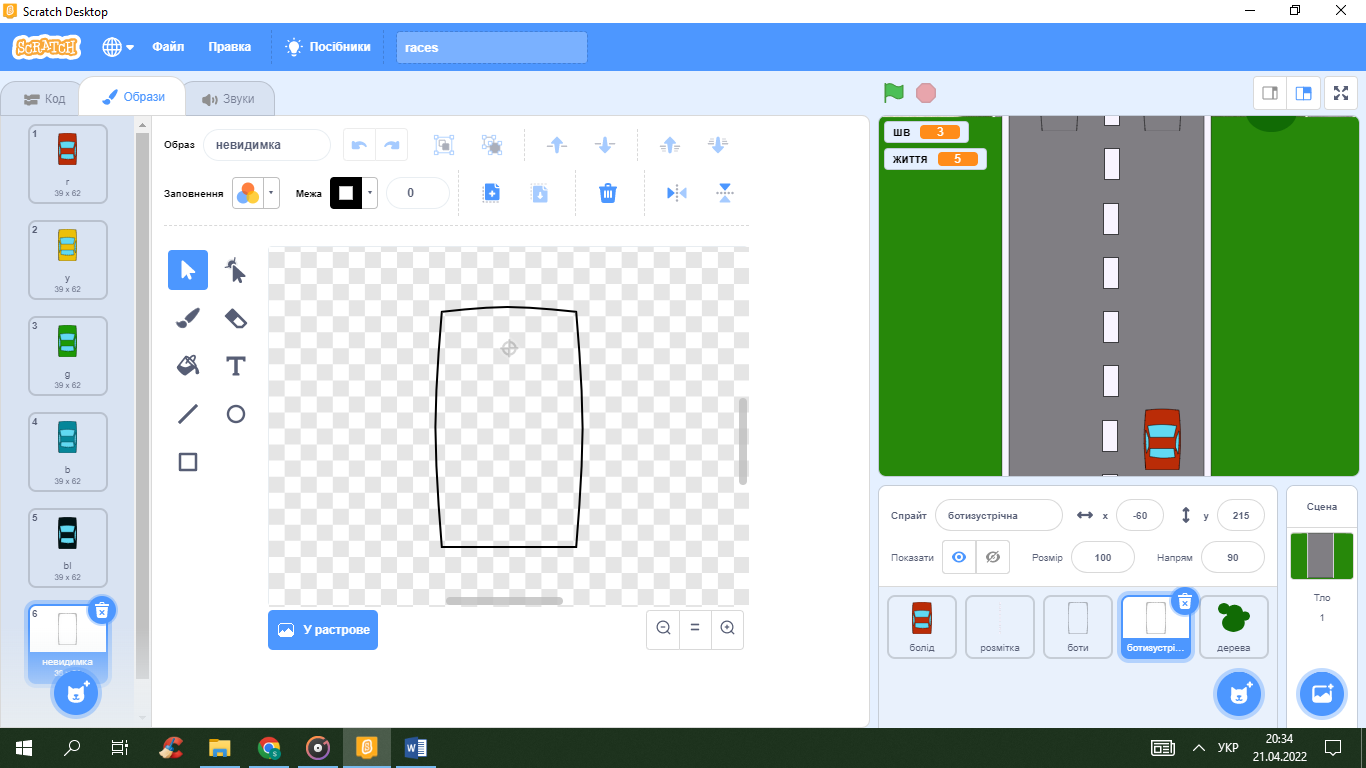 Scratch Desktop
SCRATCH
Файл
Правка
Посібники
races
Код
Образи
Звуки
1
r
39 x 62
2
y
39 x 62
3
g
39 x 62
4
b
39 x 62
5
bl
39 x 62
6
невидимка
Образ
невидимка
Заповнення
Межа
0
T
У растрове
шв 3
життя 5
Спрайт
ботизустрічна
x
-60
y
215
Показати
Розмір
100
Напрям
90
болід
розмітка
боти
ботизустрі...
дерева
Сцена
Тло
1
УКР
20:34
21.04.2022